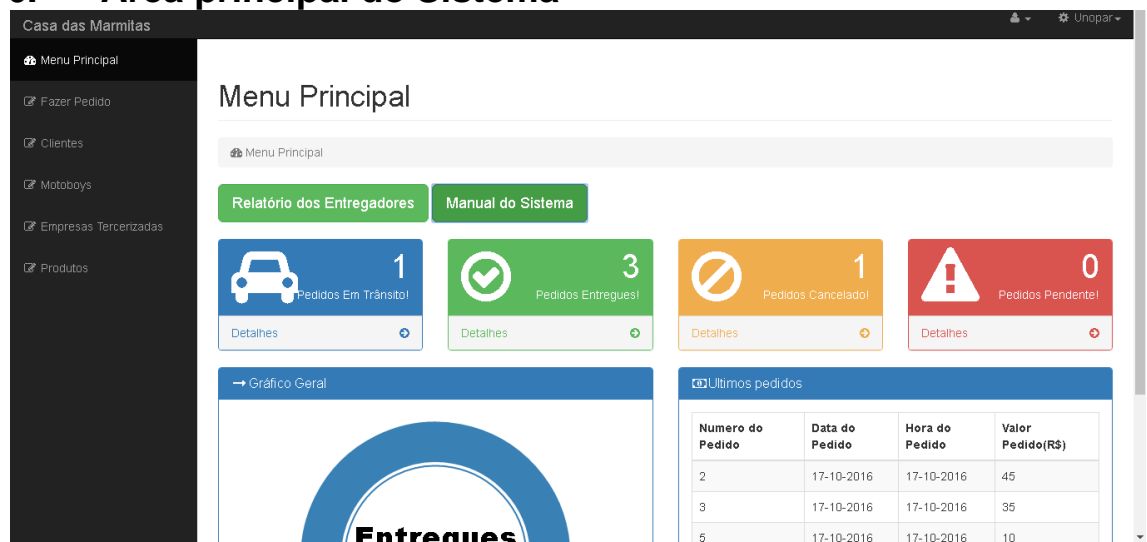 Área principal do Sistema
Casa das Marmitas
Unopar
Menu Principal
Fazer Pedido
Clientes
Motoboys
Empresas Tercerizadas
Produtos
Menu Principal
Menu Principal
Relatório dos Entregadores
Manual do Sistema
1
Pedidos Em Trânsito!
Detalhes
3
Pedidos Entregues!
Detalhes
1
Pedidos Cancelado!
Detalhes
0
Pedidos Pendente!
Detalhes
Gráfico Geral
Entregues
Ultimos pedidos
Numero do Pedido Data do Pedido Hora do Pedido Valor Pedido(R$)
2 17-10-2016 17-10-2016 45
3 17-10-2016 17-10-2016 35
5 17-10-2016 17-10-2016 10